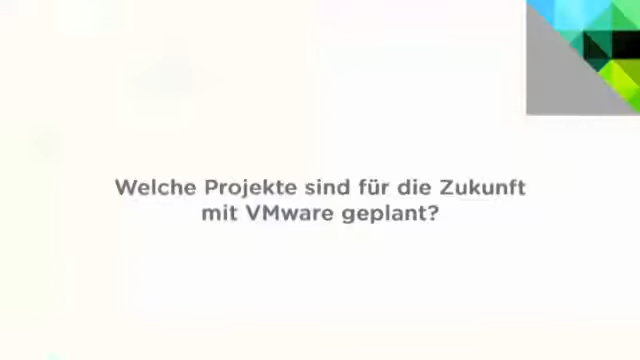 Welche Projekte sind für die Zukunft
mit VMware geplant?